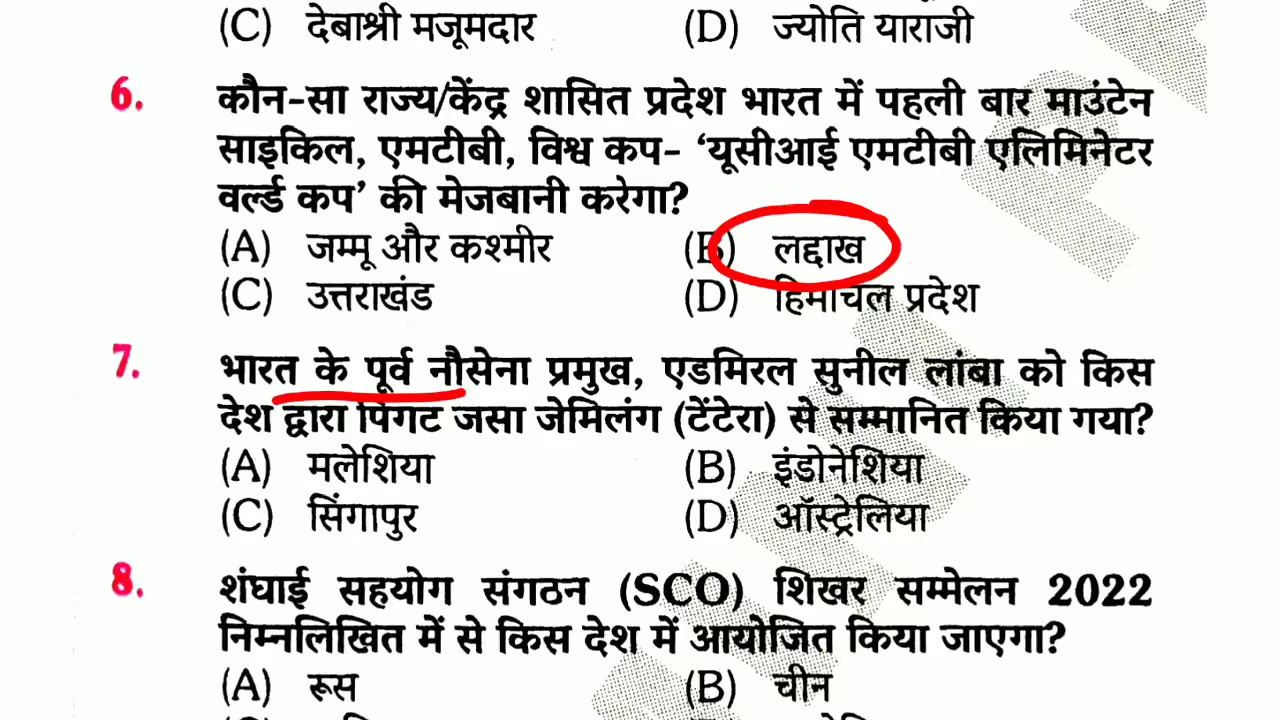 (C) देबाश्री मजूमदार (D) ज्योति याराजी
6. कौन-सा राज्य/केंद्र शासित प्रदेश भारत में पहली बार माउंटेन
साइकिल, एमटीबी, विश्व कप- ‘यूसीआई एमटीबी एलिमिनेटर
वर्ल्ड कप’ की मेजबानी करेगा?
(A) जम्मू और कश्मीर (B) लद्दाख
(C) उत्तराखंड (D) हिमाचल प्रदेश
7. भारत के पूर्व नौसेना प्रमुख, एडमिरल सुनील लांबा को किस
देश द्वारा पिंगट जसा जेमिलंग (टेंटेरा) से सम्मानित किया गया?
(A) मलेशिया (B) इंडोनेशिया
(C) सिंगापुर (D) ऑस्ट्रेलिया
8. शंघाई सहयोग संगठन (SCO) शिखर सम्मेलन 2022
निम्नलिखित में से किस देश में आयोजित किया जाएगा?
(A) रूस (B) चीन